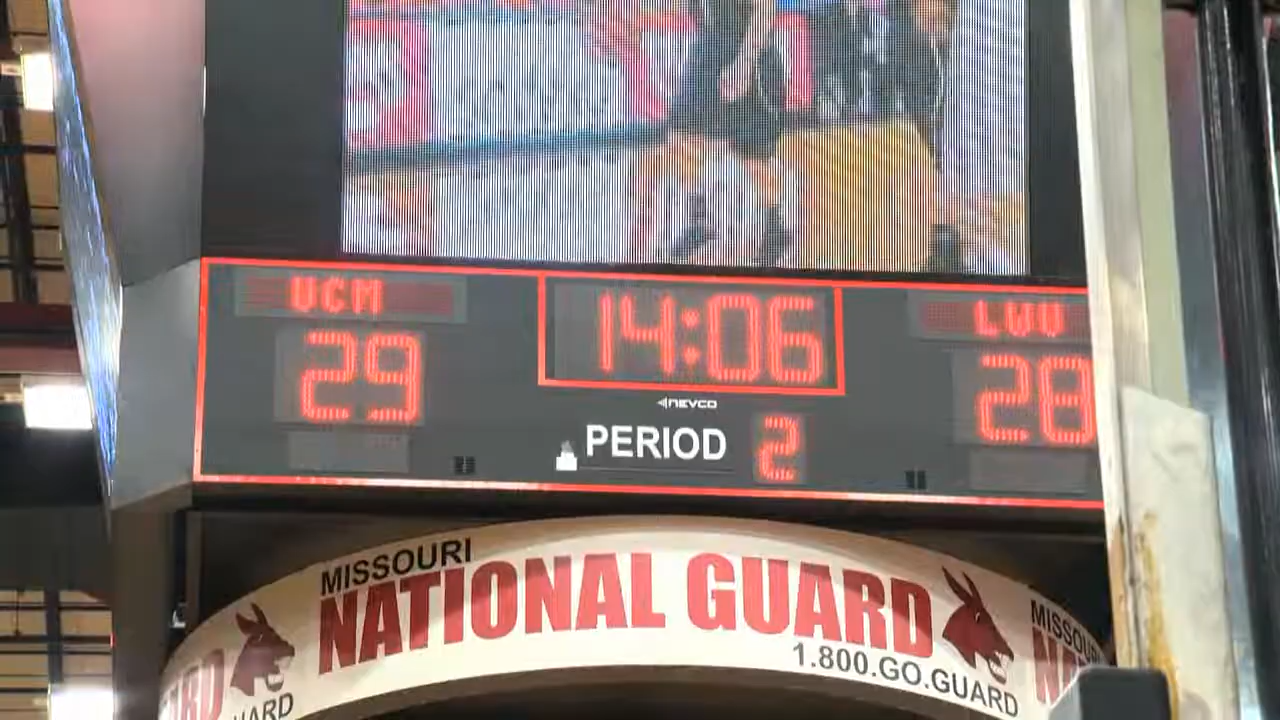 UCM
14:06
LWU
29
28
NEVCO
PERIOD 2
MISSOURI
NATIONAL GUARD
1.800.GO.GUARD
MISSOURI